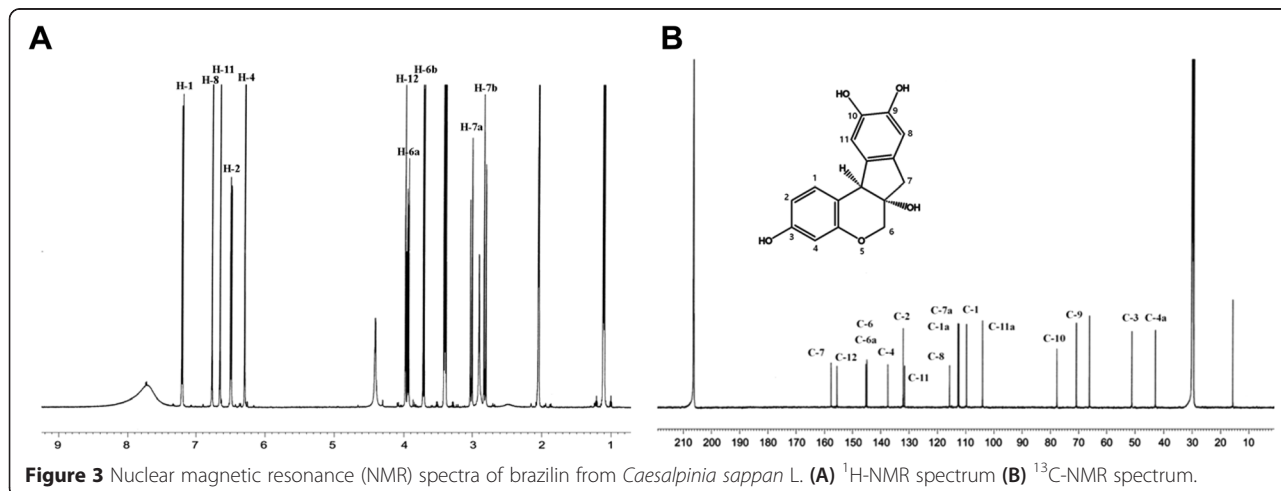 A
H-1
H-8
H-11
H-4
H-2
H-12
H-6b
H-6a
H-7a
H-7b
9 8 7 6 5 4 3 2 1
B
HO
OH
10
9
11
8
H
7
1
2
OH
6
HO
3
4
O
5
C-7
C-12
C-6
C-6a
C-4
C-2
C-11
C-8
C-7a
C-1a
C-1
C-11a
C-10
C-9
C-3
C-4a
210 200 190 180 170 160 150 140 130 120 110 100 90 80 70 60 50 40 30 20 10
Figure 3 Nuclear magnetic resonance (NMR) spectra of brazilin from Caesalpinia sappan L. (A) ¹H-NMR spectrum (B) ¹³C-NMR spectrum.